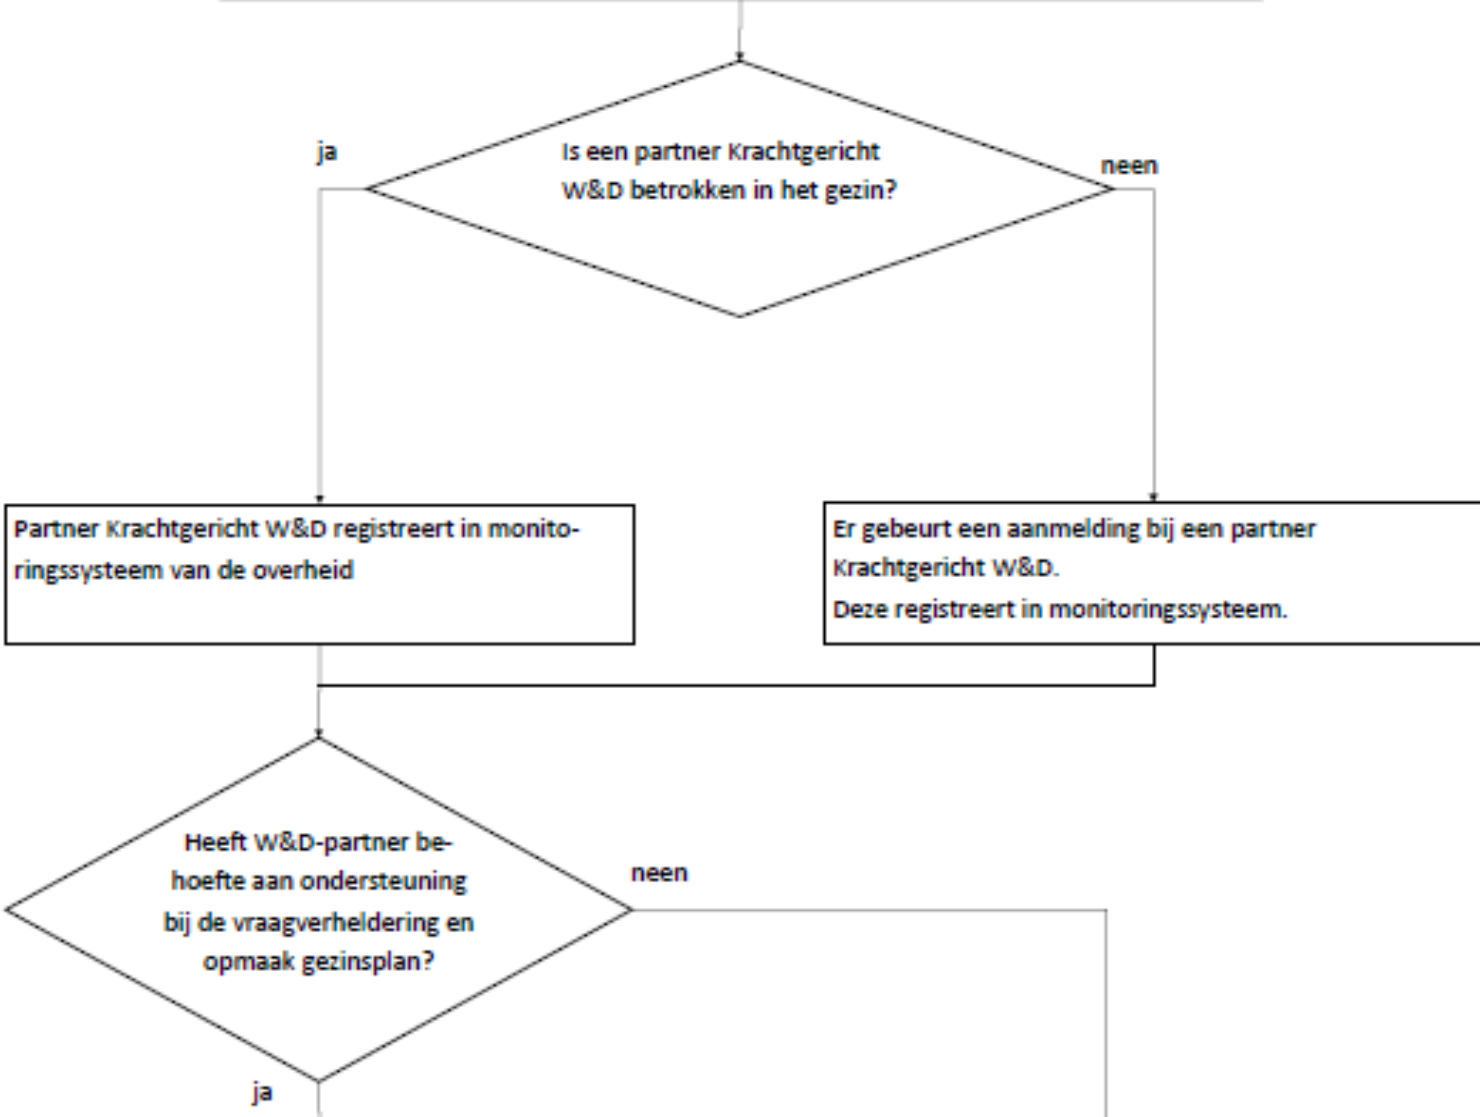 ja
Is een partner Krachtgericht
W&D betrokken in het gezin?
neen
Partner Krachtgericht W&D registreert in monito-
ringssysteem van de overheid
Er gebeurt een aanmelding bij een partner
Krachtgericht W&D.
Deze registreert in monitoringssysteem.
Heeft W&D-partner be-
hoefte aan ondersteuning
bij de vraagverheldering en
opmaak gezinsplan?
neen
ja